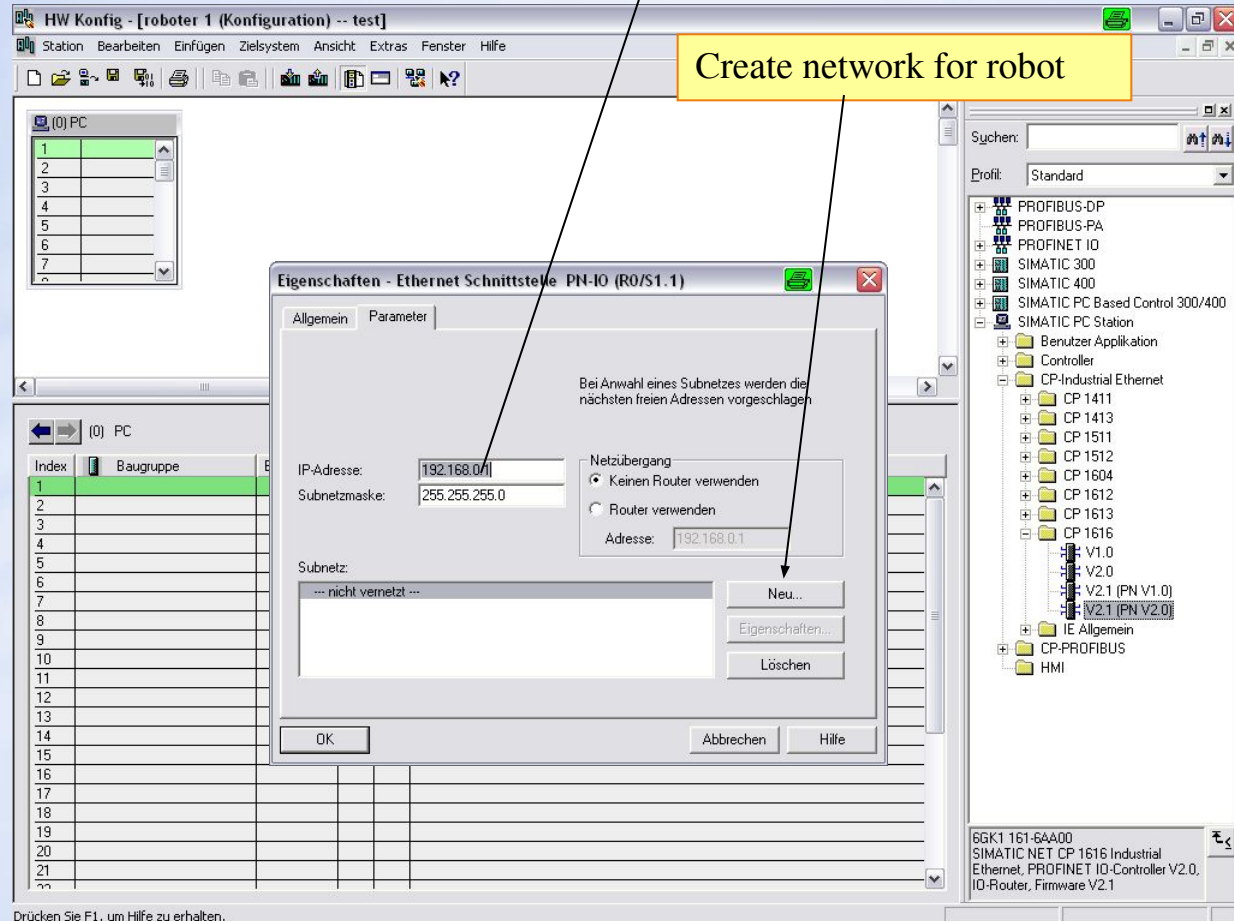 HW Konfig - [roboter 1 (Konfiguration) -- test]
Station Bearbeiten Einfügen Zielsystem Ansicht Extras Fenster Hilfe
Create network for robot
(0) PC
1
2
3
4
5
6
7
Suchen:
Profil: Standard
PROFIBUS-DP
PROFIBUS-PA
PROFINET IO
SIMATIC 300
SIMATIC 400
SIMATIC PC Based Control 300/400
SIMATIC PC Station
Benutzer Applikation
Controller
CP-Industrial Ethernet
CP 1411
CP 1413
CP 1511
CP 1512
CP 1604
CP 1612
CP 1613
CP 1616
V1.0
V2.0
V2.1 (PN V1.0)
V2.1 (PN V2.0)
IE Allgemein
CP-PROFIBUS
HMI
Eigenschaften - Ethernet Schnittstelle PN-IO (R0/S1.1)
Allgemein Parameter
Bei Anwahl eines Subnetzes werden die
nächsten freien Adressen vorgeschlagen
IP-Adresse: 192.168.0.1
Subnetzmaske: 255.255.255.0
Netzübergang
Keinen Router verwenden
Router verwenden
Adresse: 192.168.0.1
Subnetz:
--- nicht vernetzt ---
Neu...
Eigenschaften...
Löschen
OK Abbrechen Hilfe
(0) PC
Index Baugruppe
1
2
3
4
5
6
7
8
9
10
11
12
13
14
15
16
17
18
19
20
21
6GK1 161-6AA00
SIMATIC NET CP 1616 Industrial
Ethernet, PROFINET IO-Controller V2.0,
IO-Router, Firmware V2.1
Drücken Sie F1, um Hilfe zu erhalten.